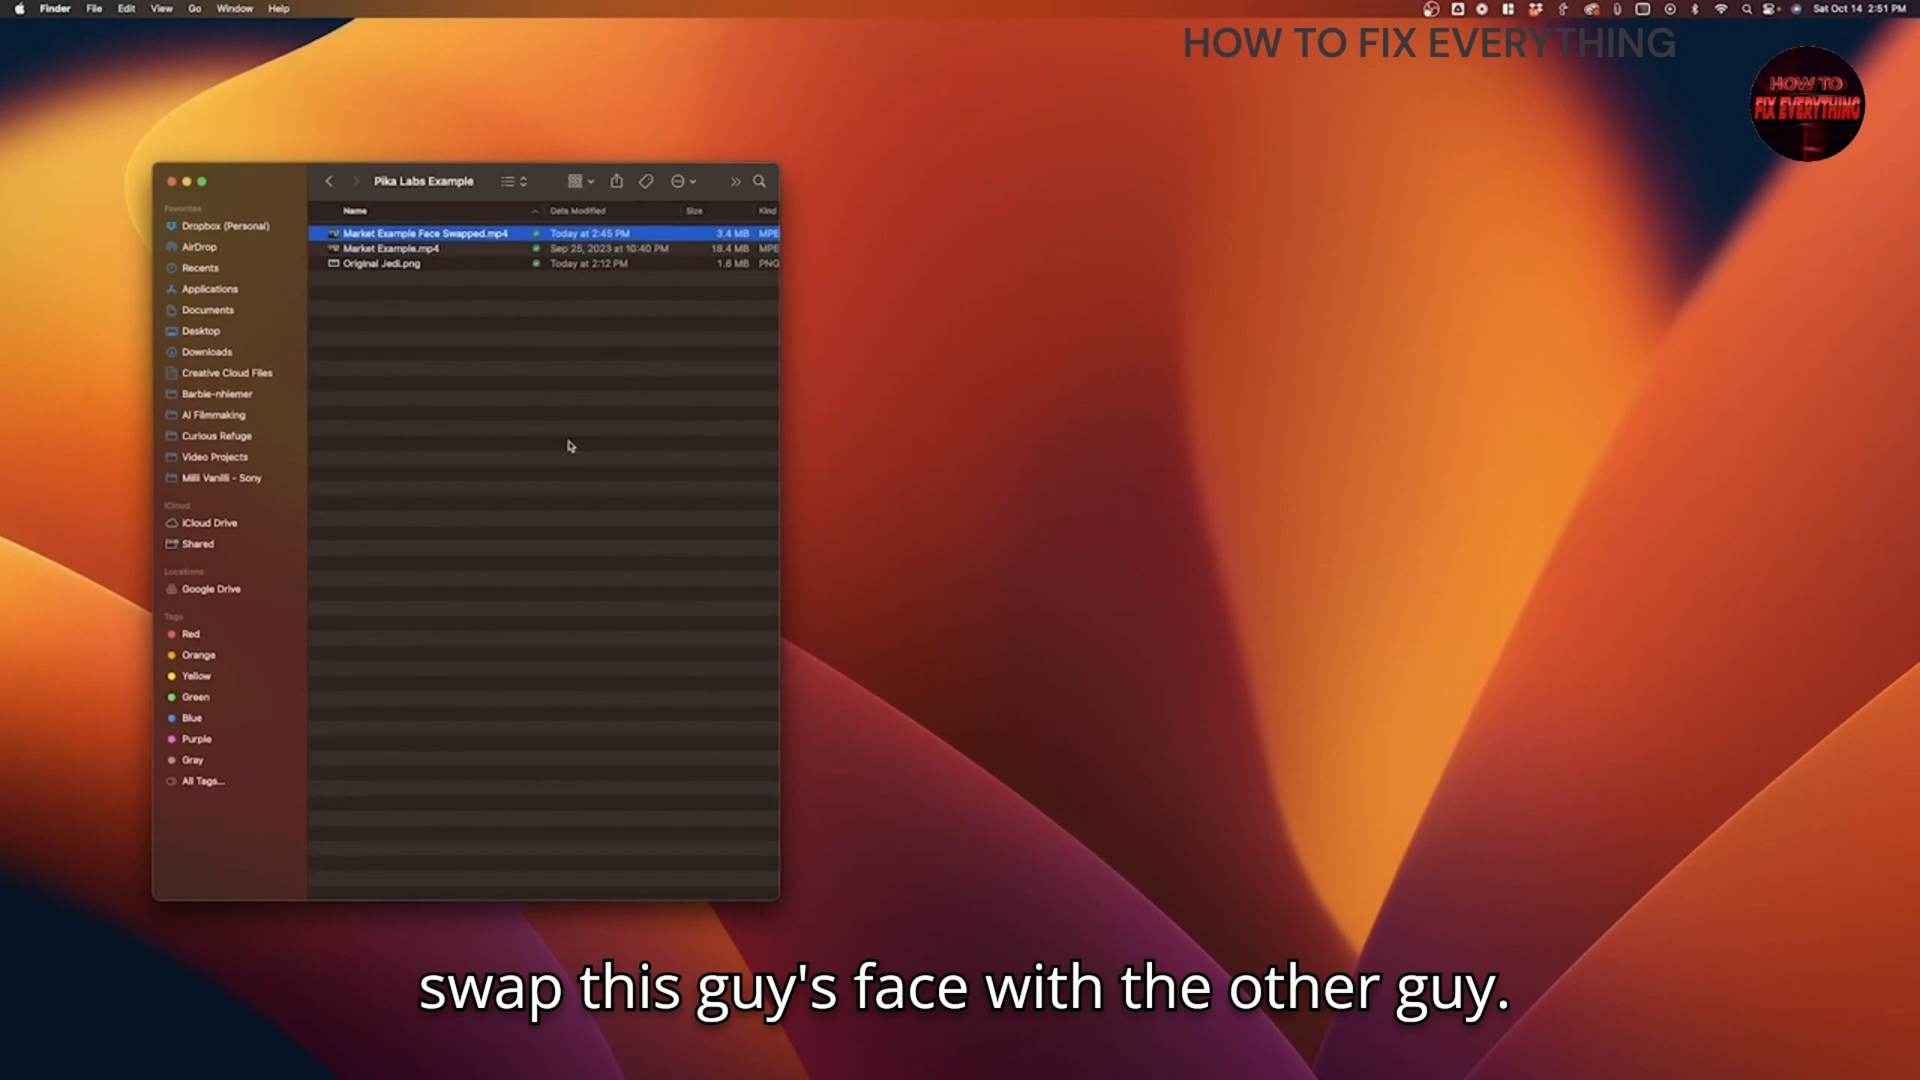 Finder File Edit View Go Window Help
Sat Oct 14 2:51 PM
HOW TO FIX EVERYTHING
HOW TO
FIX EVERYTHING
Pika Labs Example
Name Date Modified Size Kind
Market Example Face Swapped.mp4 Today at 2:45 PM 3.4 MB MPE
Market Example.mp4 Sep 25, 2023 at 10:40 PM 18.4 MB MPE
Original Jedi.png Today at 2:12 PM 1.6 MB PNG
Favorites
Dropbox (Personal)
AirDrop
Recents
Applications
Documents
Desktop
Downloads
Creative Cloud Files
Barbie-nhiemer
AI Filmmaking
Curious Refuge
Video Projects
Milli Vanilli - Sony
iCloud
iCloud Drive
Shared
Locations
Google Drive
Tags
Red
Orange
Yellow
Green
Blue
Purple
Gray
All Tags...
swap this guy's face with the other guy.